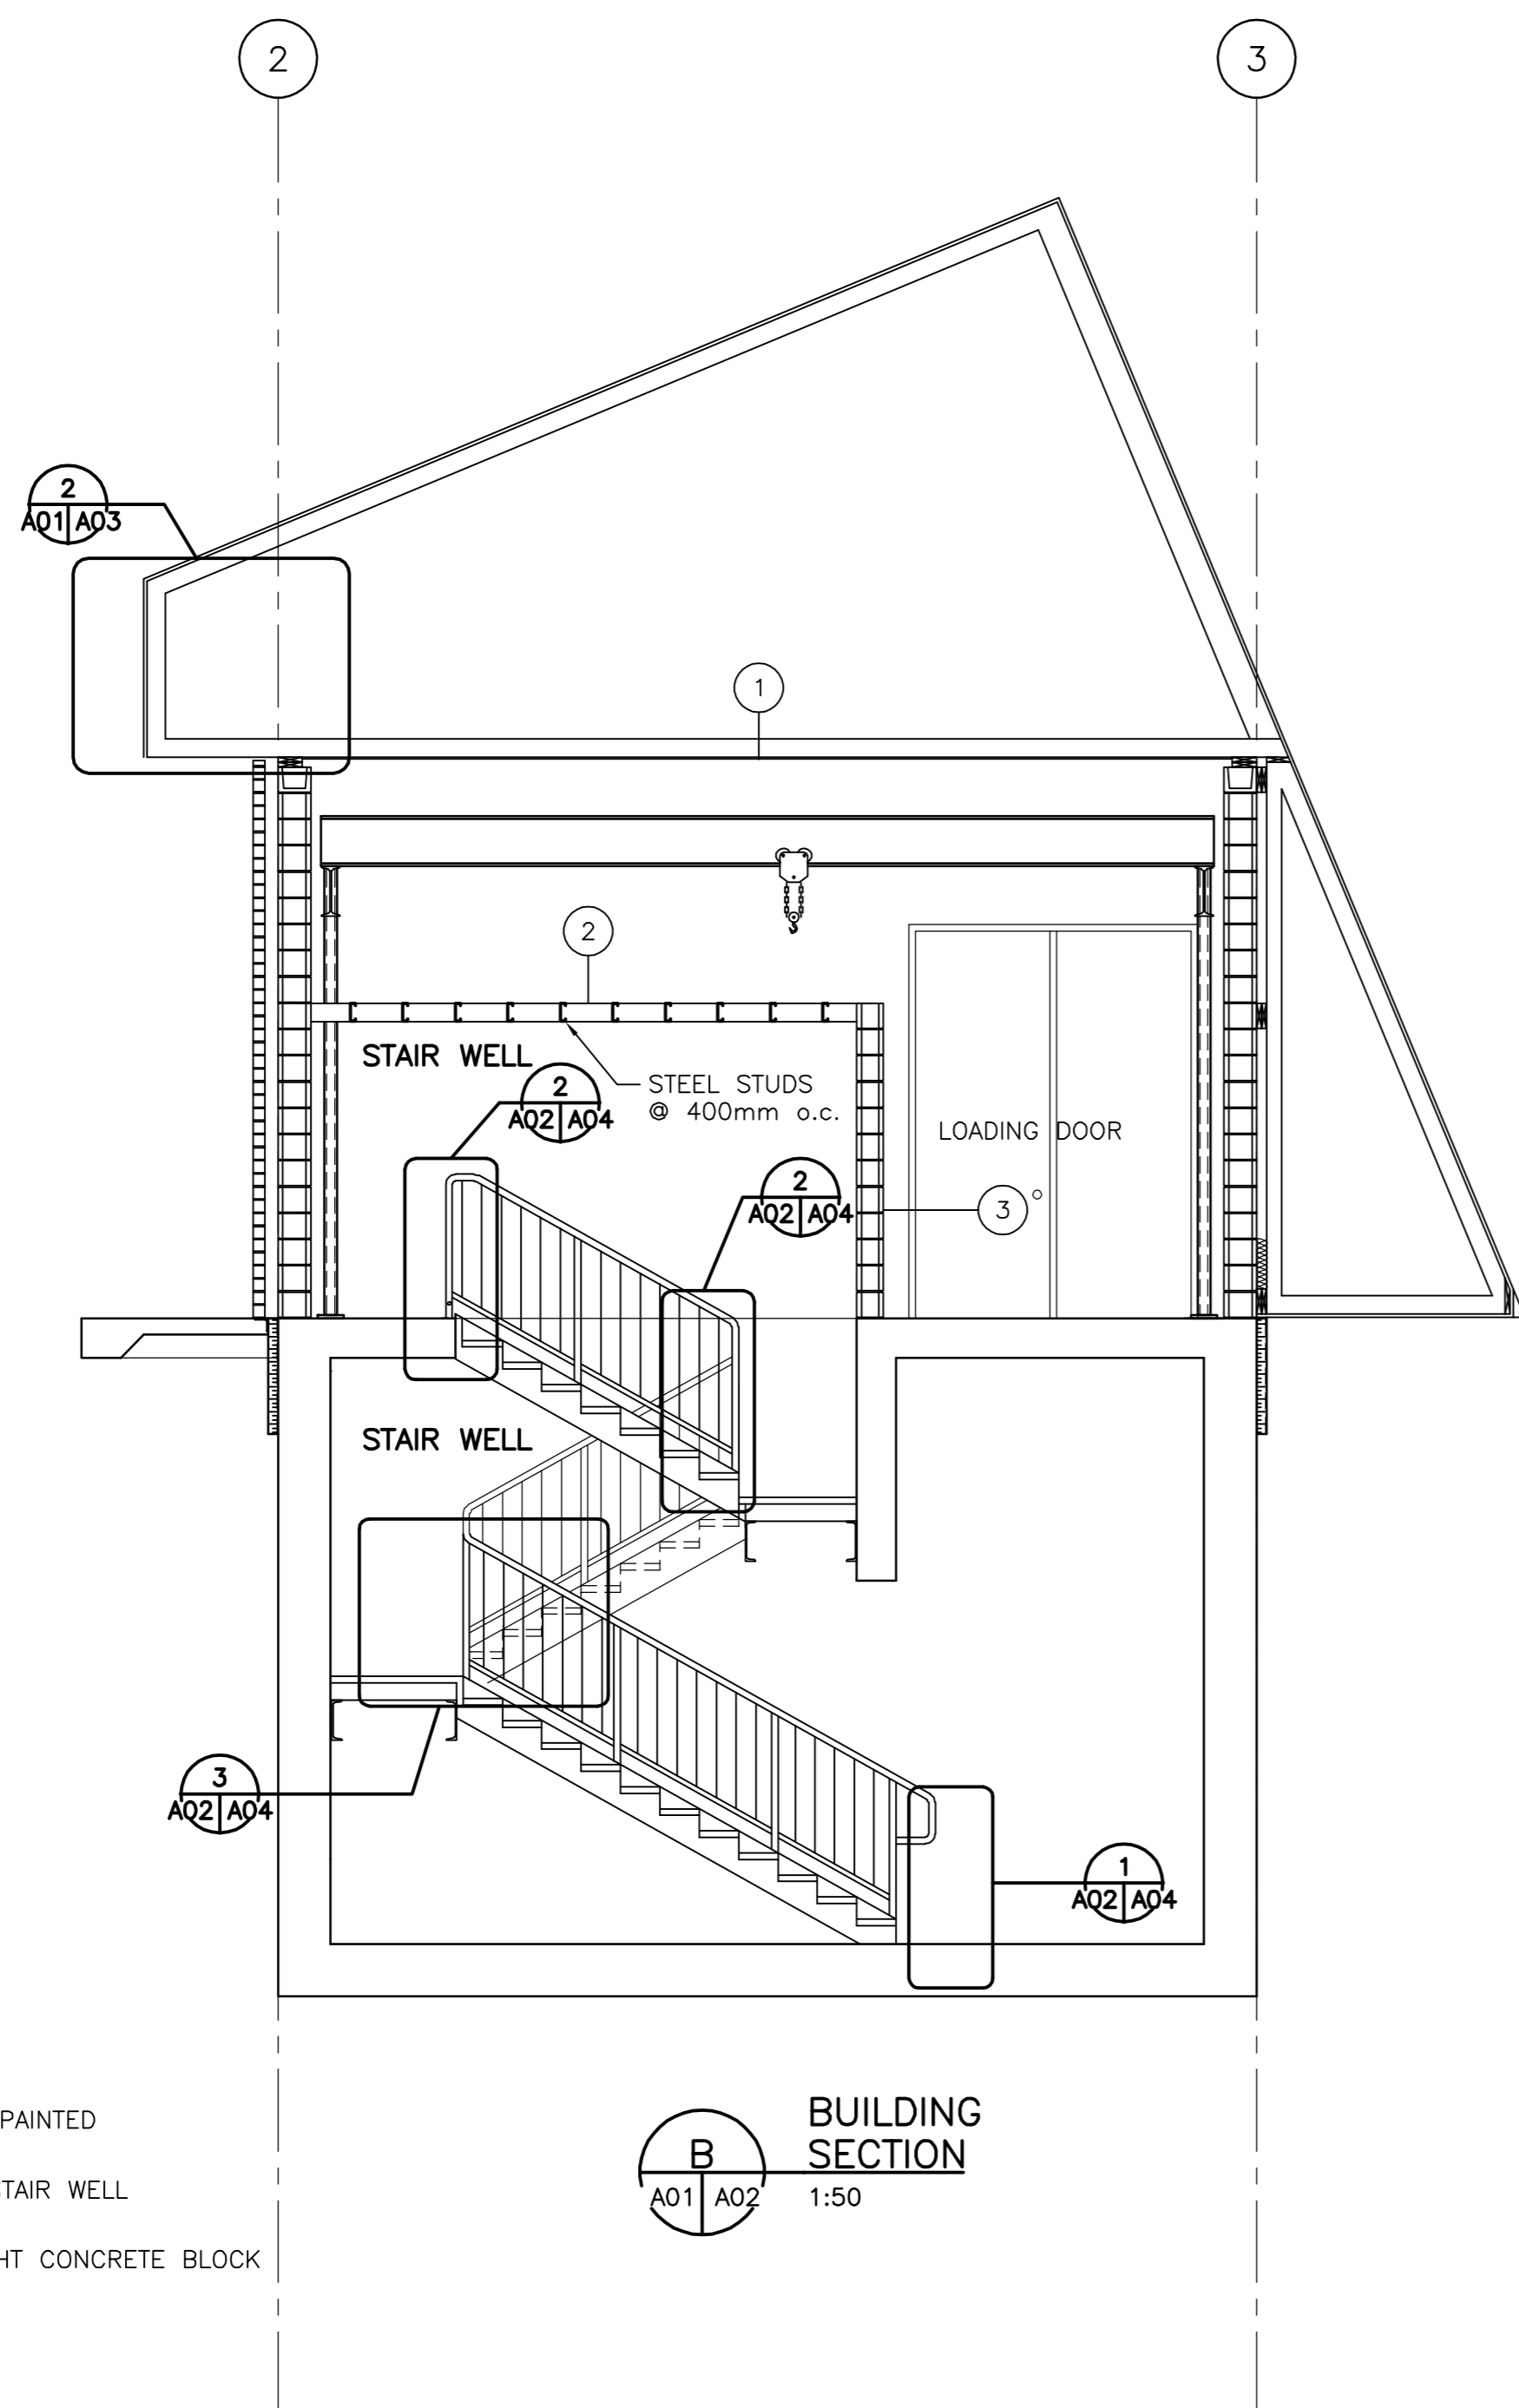 2
3
2
A01 A03
1
2
STAIR WELL
2
A02 A04
STEEL STUDS
@ 400mm o.c.
LOADING DOOR
2
A02 A04
3
STAIR WELL
3
A02 A04
1
A02 A04
PAINTED
TAIR WELL
HT CONCRETE BLOCK
B
A01 A02
BUILDING
SECTION
1:50